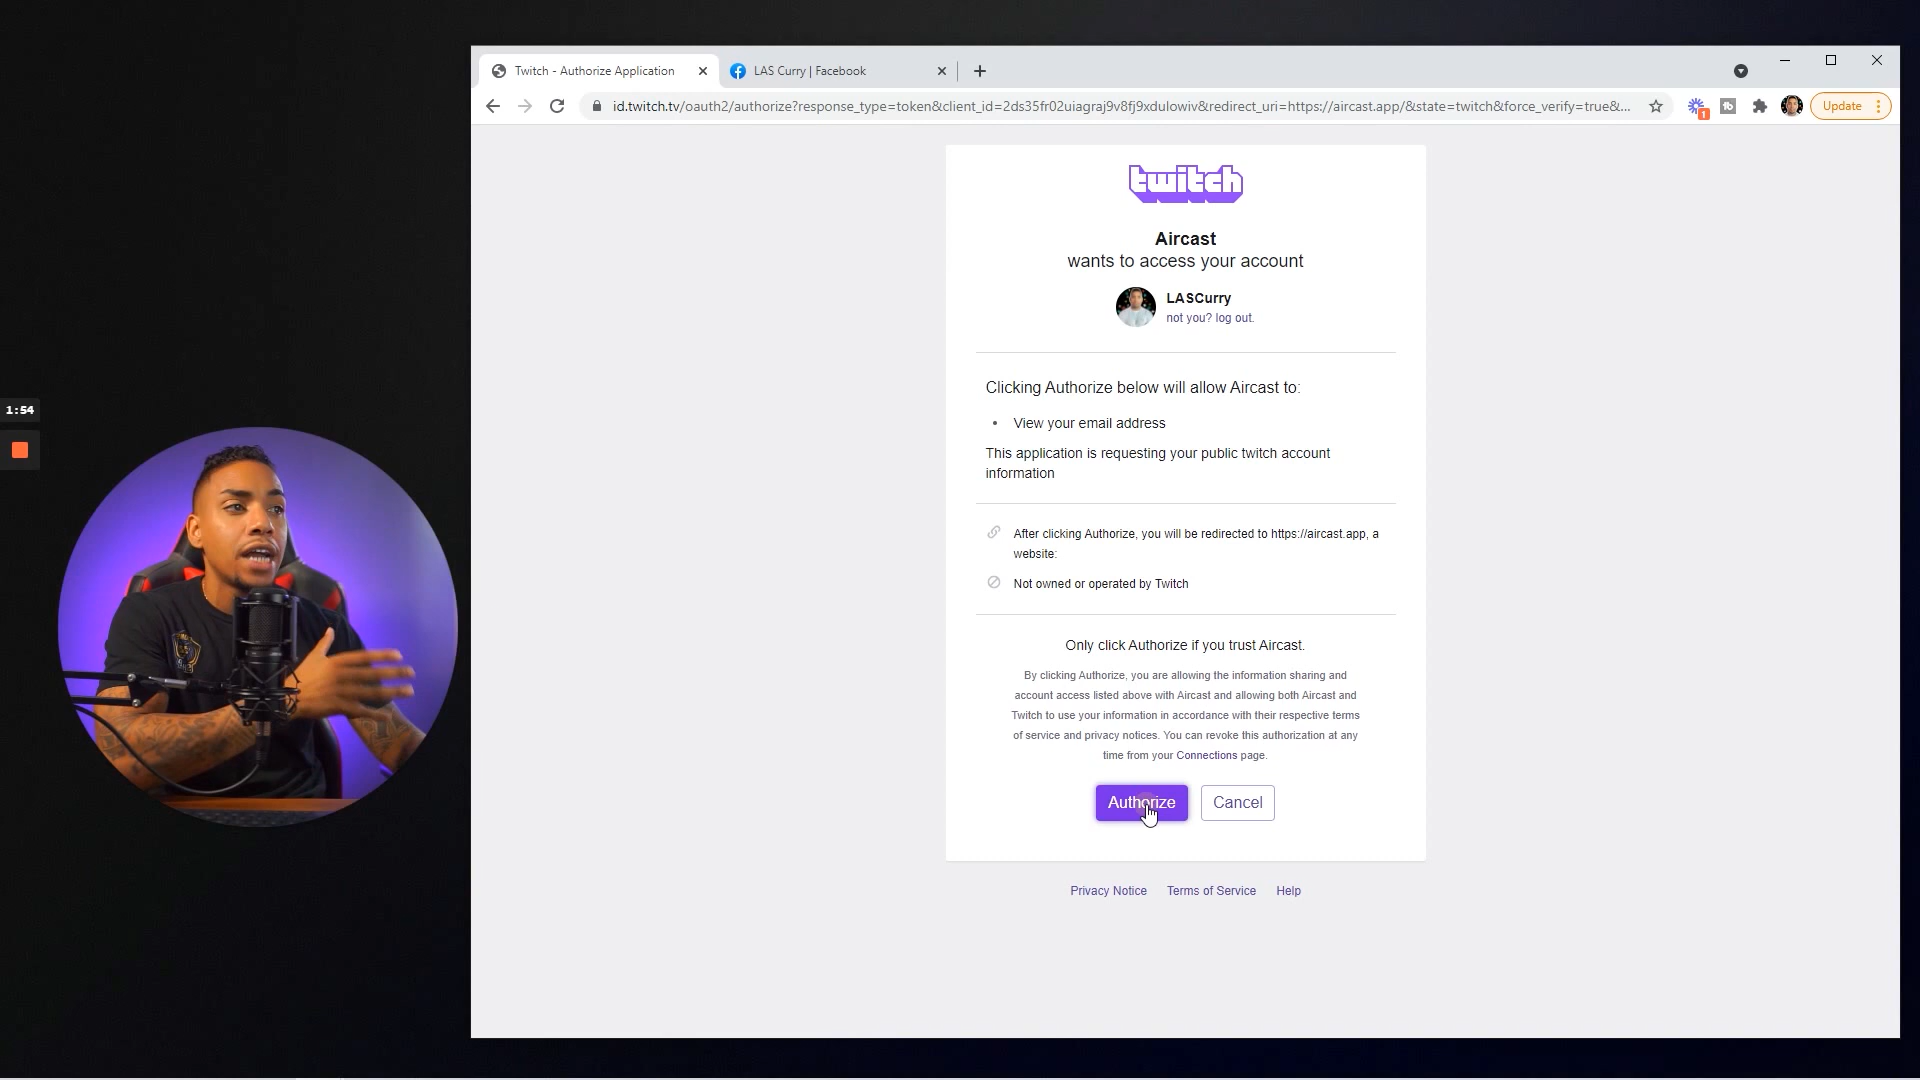 Twitch - Authorize Application
LAS Curry | Facebook
id.twitch.tv/oauth2/authorize?response_type=token&client_id=2ds35fr02uiagraj9v8fj9xdulowiv&redirect_uri=https://aircast.app/&state=twitch&force_verify=true&...
1
Update
twitch
Aircast
wants to access your account
LASCurry
not you? log out.
Clicking Authorize below will allow Aircast to:
• View your email address
This application is requesting your public twitch account
information
After clicking Authorize, you will be redirected to https://aircast.app, a
website:
Not owned or operated by Twitch
Only click Authorize if you trust Aircast.
By clicking Authorize, you are allowing the information sharing and
account access listed above with Aircast and allowing both Aircast and
Twitch to use your information in accordance with their respective terms
of service and privacy notices. You can revoke this authorization at any
time from your Connections page.
Authorize
Cancel
Privacy Notice
Terms of Service
Help
1:54